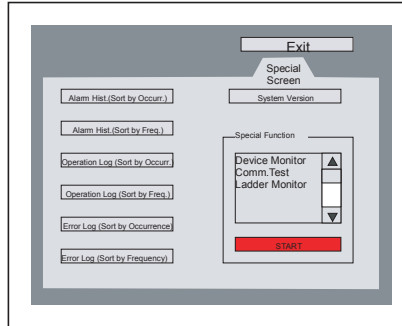 Exit
Special
Screen
Alarm Hist.(Sort by Occurr.)
System Version
Alarm Hist.(Sort by Freq.)
Special Function
Operation Log (Sort by Occurr.)
Device Monitor
Comm.Test
Ladder Monitor
Operation Log (Sort by Freq.)
Error Log (Sort by Occurrence)
START
Error Log (Sort by Frequency)